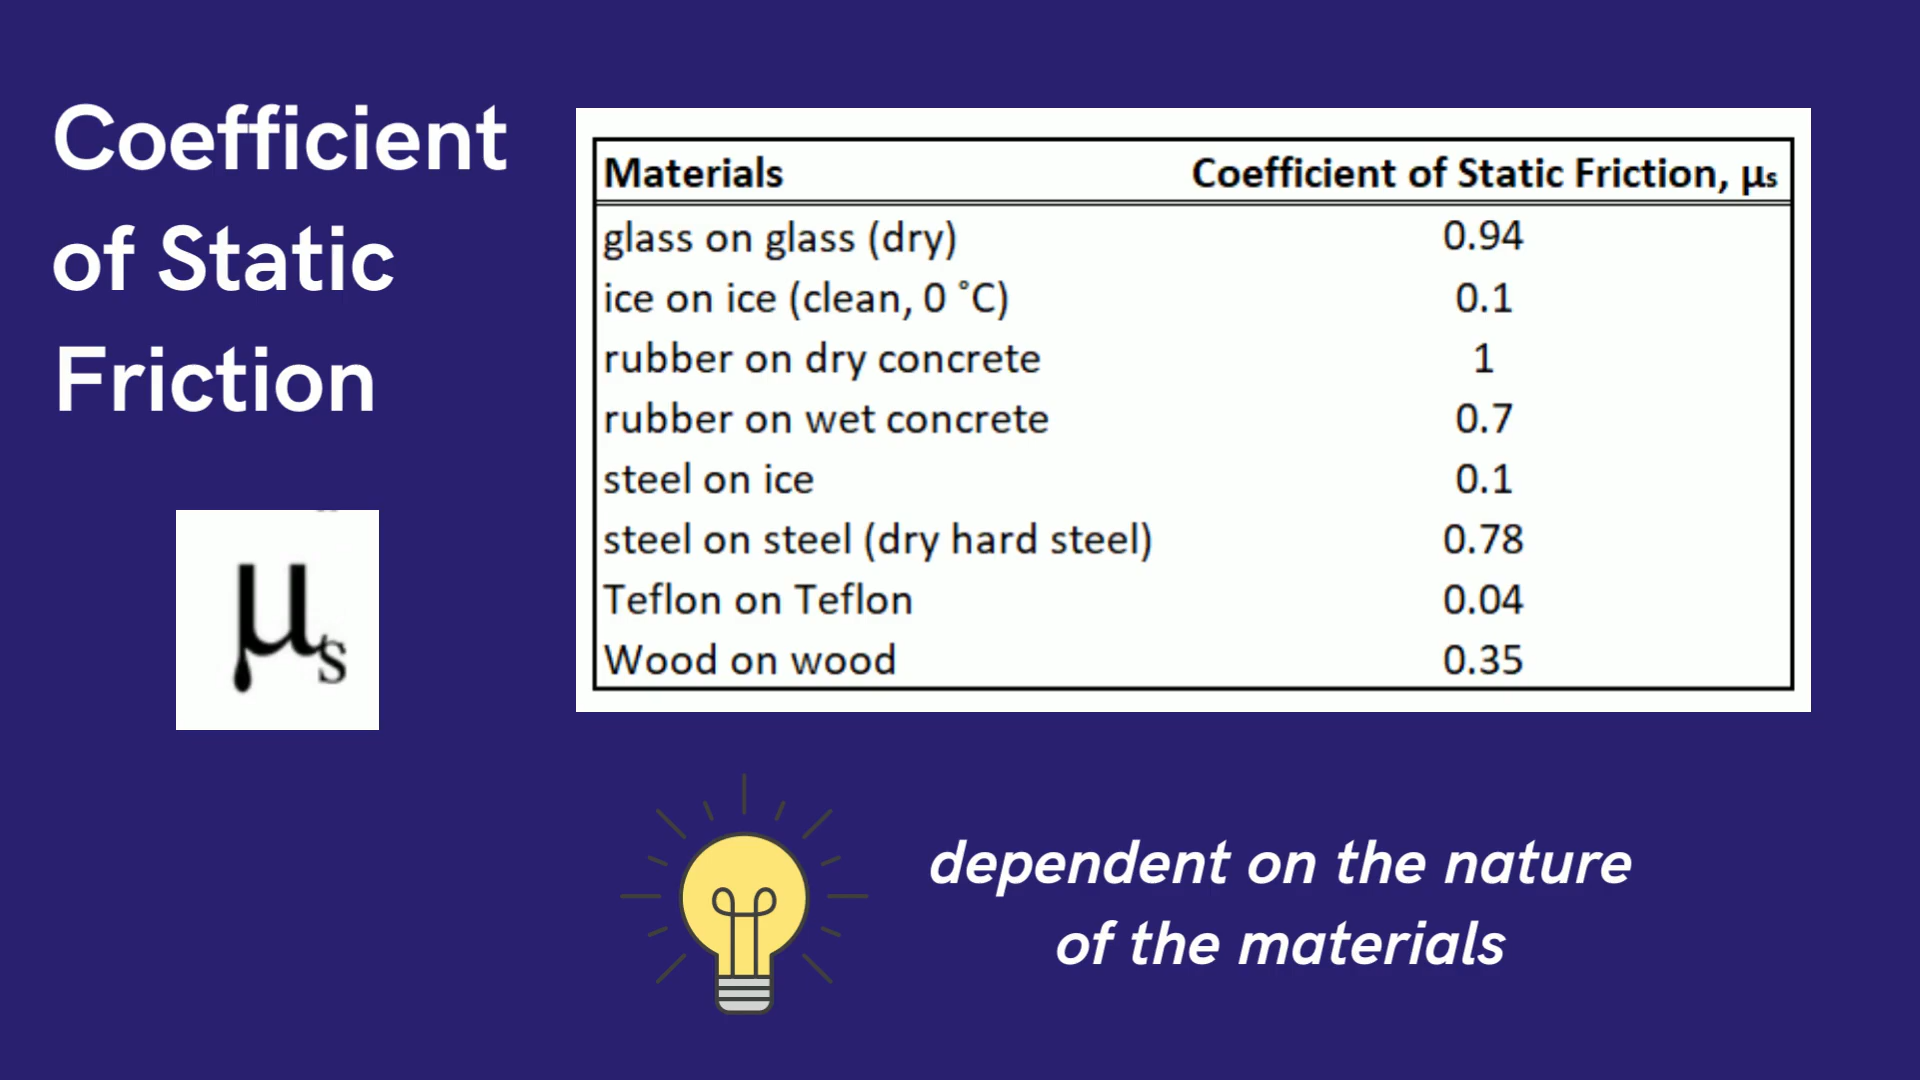 Coefficient
of Static
Friction
µs
Materials Coefficient of Static Friction, µs
glass on glass (dry) 0.94
ice on ice (clean, 0 ˚C) 0.1
rubber on dry concrete 1
rubber on wet concrete 0.7
steel on ice 0.1
steel on steel (dry hard steel) 0.78
Teflon on Teflon 0.04
Wood on wood 0.35
dependent on the nature
of the materials